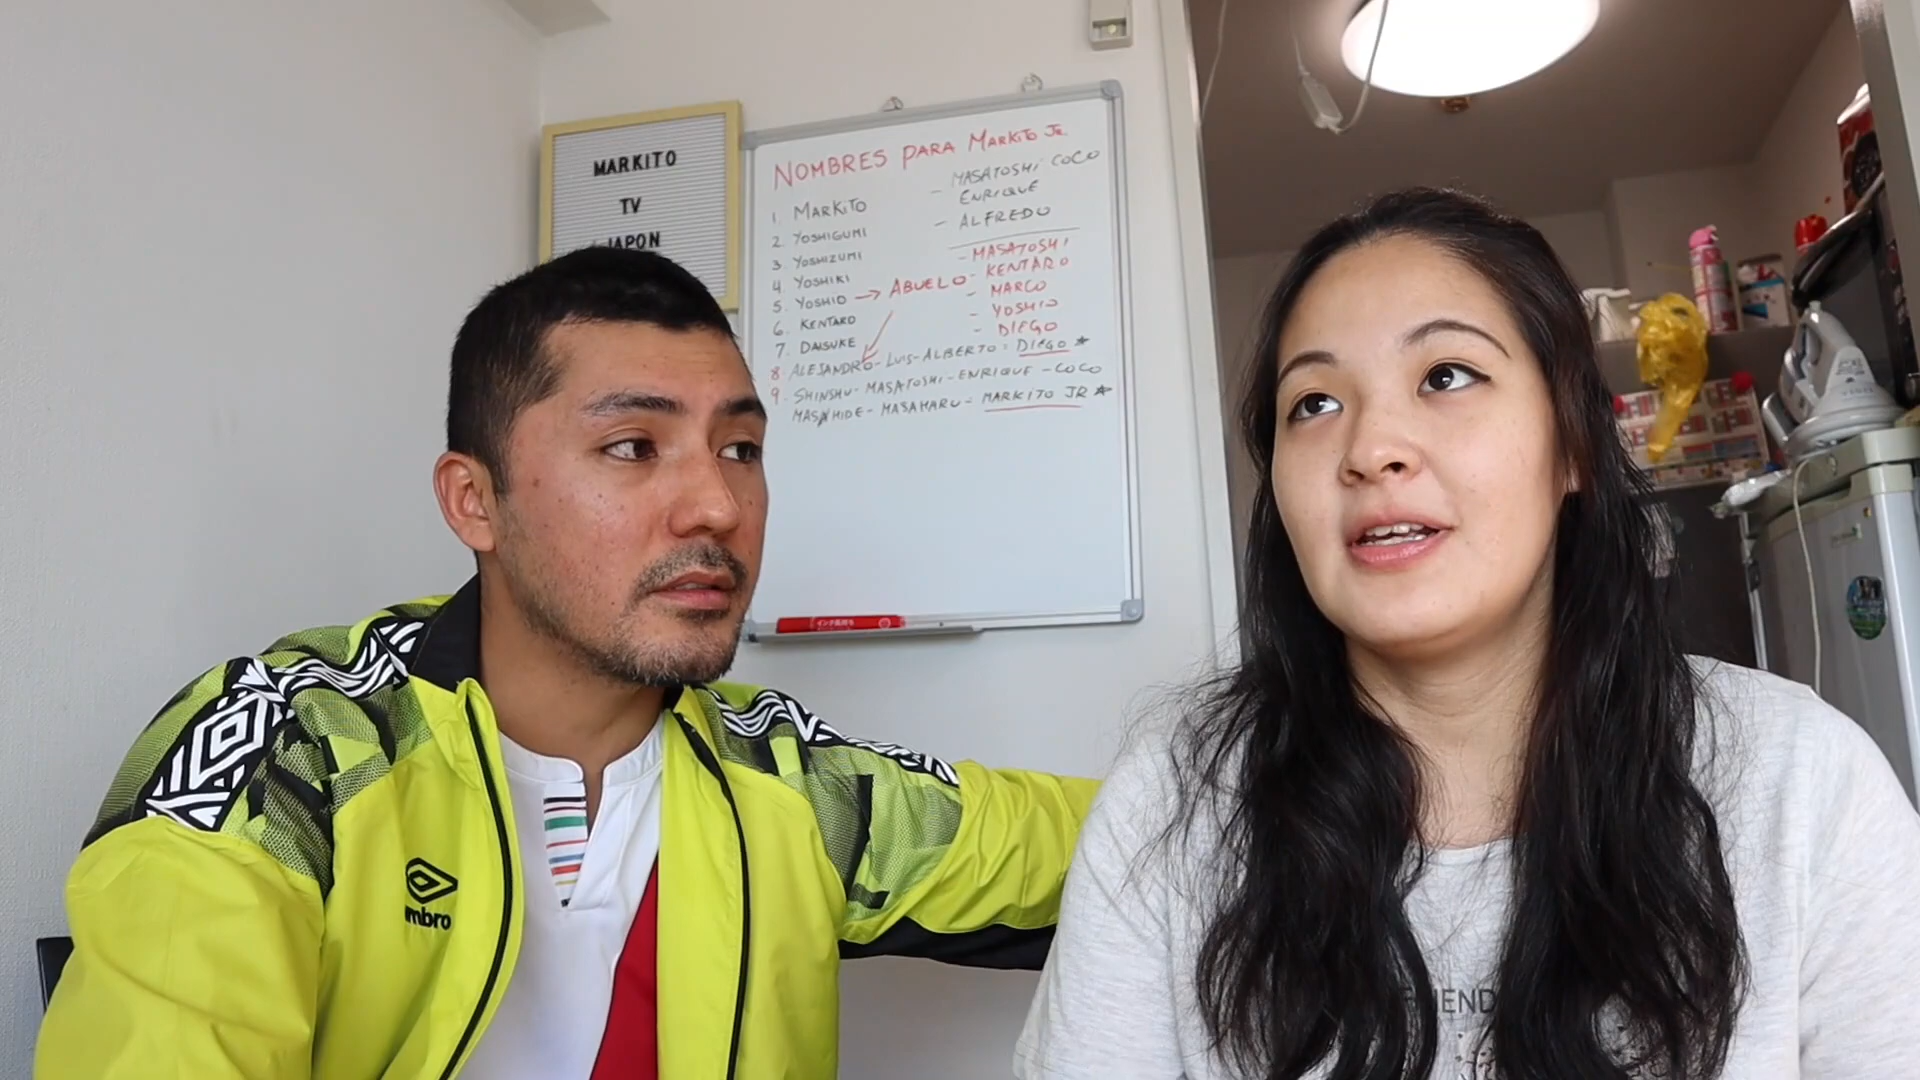 MARKITO
TV
JAPON
NOMBRES PARA MARKITO JR.
1. MARKITO
2. YOSHIGUMI
3. YOSHIZUMI
4. YOSHIKI
5. YOSHIO → ABUELO
6. KENTARO
7. DAISUKE
8. ALEJANDRO - LUIS - ALBERTO : DIEGO *
9. SHINSHU - MASATOSHI - ENRIQUE - COCO
MASAHIDE - MASAHARU - MARKITO JR *
- MASATOSHI COCO
ENRIQUE
- ALFREDO
- MASATOSHI
- KENTARO
- MARCO
- YOSHIO
- DIEGO
umbro